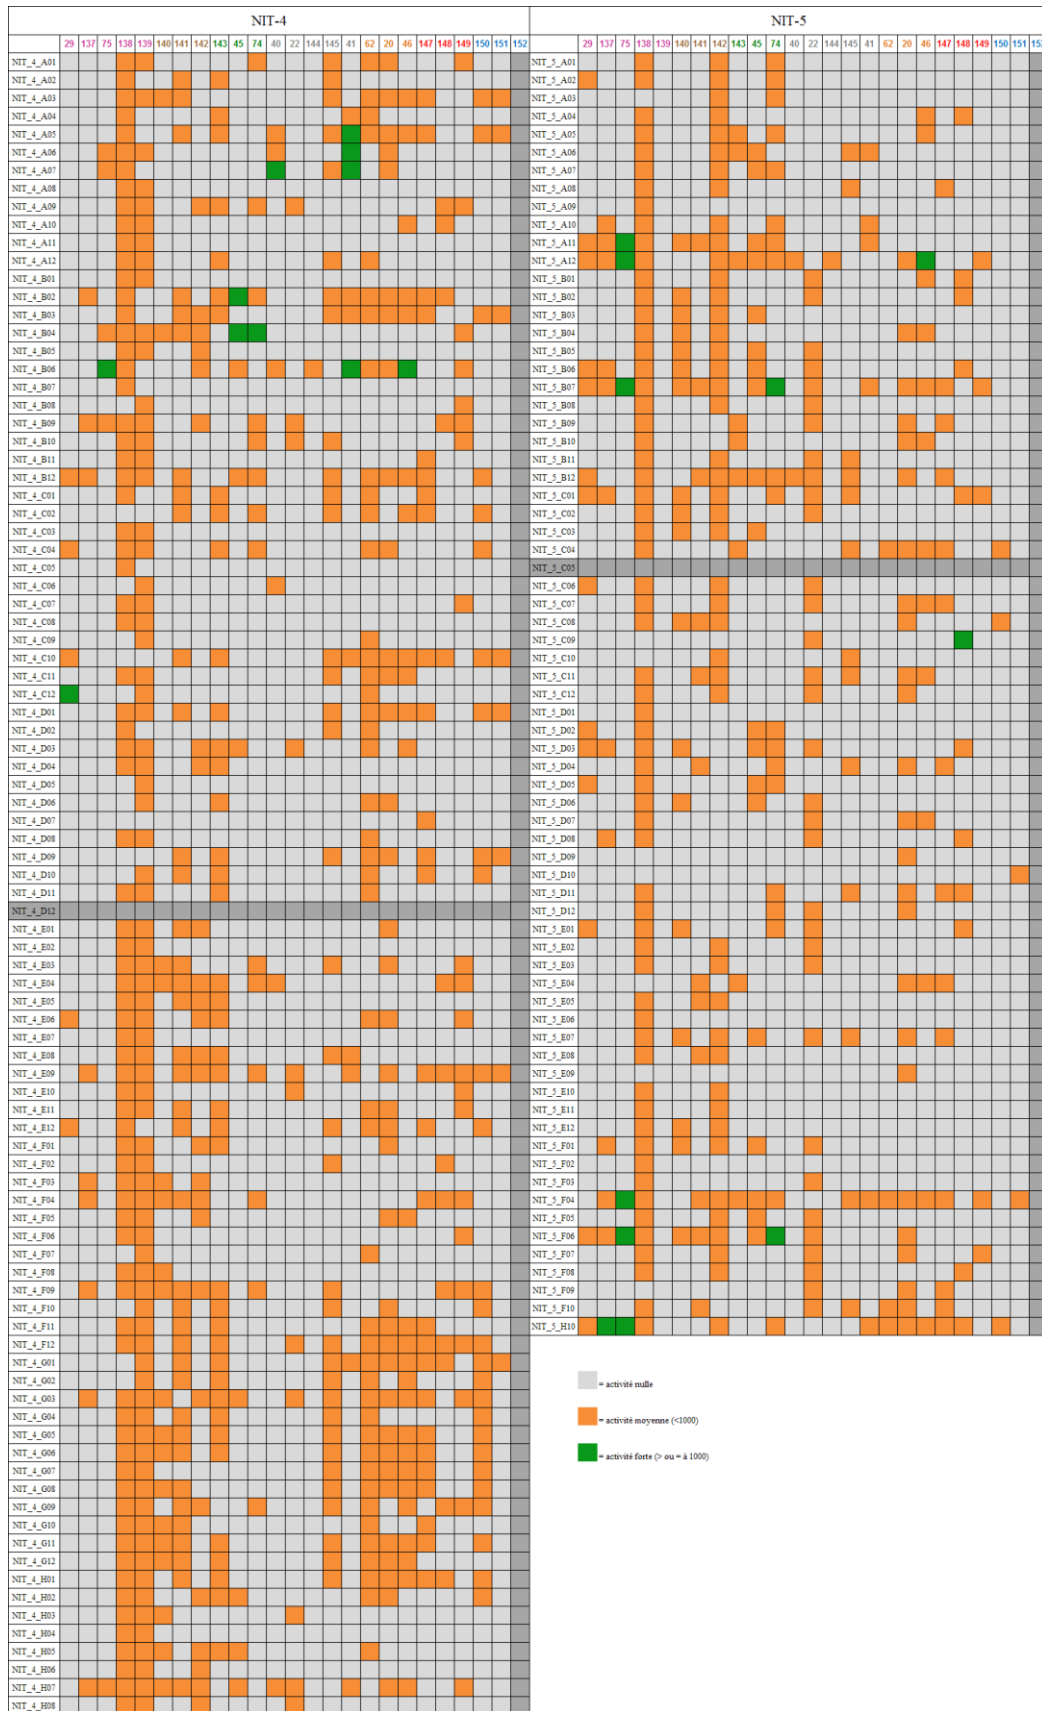 NIT-4 NIT-5
29 137 75 138 139 140 141 142 143 45 74 40 22 144 145 41 62 20 46 147 148 149 150 151 152 29 137 75 138 139 140 141 142 143 45 74 40 22 144 145 41 62 20 46 147 148 149 150 151
NIT_4_A01 NIT_5_A01
NIT_4_A02 NIT_5_A02
NIT_4_A03 NIT_5_A03
NIT_4_A04 NIT_5_A04
NIT_4_A05 NIT_5_A05
NIT_4_A06 NIT_5_A06
NIT_4_A07 NIT_5_A07
NIT_4_A08 NIT_5_A08
NIT_4_A09 NIT_5_A09
NIT_4_A10 NIT_5_A10
NIT_4_A11 NIT_5_A11
NIT_4_A12 NIT_5_A12
NIT_4_B01 NIT_5_B01
NIT_4_B02 NIT_5_B02
NIT_4_B03 NIT_5_B03
NIT_4_B04 NIT_5_B04
NIT_4_B05 NIT_5_B05
NIT_4_B06 NIT_5_B06
NIT_4_B07 NIT_5_B07
NIT_4_B08 NIT_5_B08
NIT_4_B09 NIT_5_B09
NIT_4_B10 NIT_5_B10
NIT_4_B11 NIT_5_B11
NIT_4_B12 NIT_5_B12
NIT_4_C01 NIT_5_C01
NIT_4_C02 NIT_5_C02
NIT_4_C03 NIT_5_C03
NIT_4_C04 NIT_5_C04
NIT_4_C05 NIT_5_C05
NIT_4_C06 NIT_5_C06
NIT_4_C07 NIT_5_C07
NIT_4_C08 NIT_5_C08
NIT_4_C09 NIT_5_C09
NIT_4_C10 NIT_5_C10
NIT_4_C11 NIT_5_C11
NIT_4_C12 NIT_5_C12
NIT_4_D01 NIT_5_D01
NIT_4_D02 NIT_5_D02
NIT_4_D03 NIT_5_D03
NIT_4_D04 NIT_5_D04
NIT_4_D05 NIT_5_D05
NIT_4_D06 NIT_5_D06
NIT_4_D07 NIT_5_D07
NIT_4_D08 NIT_5_D08
NIT_4_D09 NIT_5_D09
NIT_4_D10 NIT_5_D10
NIT_4_D11 NIT_5_D11
NIT_4_D12 NIT_5_D12
NIT_4_E01 NIT_5_E01
NIT_4_E02 NIT_5_E02
NIT_4_E03 NIT_5_E03
NIT_4_E04 NIT_5_E04
NIT_4_E05 NIT_5_E05
NIT_4_E06 NIT_5_E06
NIT_4_E07 NIT_5_E07
NIT_4_E08 NIT_5_E08
NIT_4_E09 NIT_5_E09
NIT_4_E10 NIT_5_E10
NIT_4_E11 NIT_5_E11
NIT_4_E12 NIT_5_E12
NIT_4_F01 NIT_5_F01
NIT_4_F02 NIT_5_F02
NIT_4_F03 NIT_5_F03
NIT_4_F04 NIT_5_F04
NIT_4_F05 NIT_5_F05
NIT_4_F06 NIT_5_F06
NIT_4_F07 NIT_5_F07
NIT_4_F08 NIT_5_F08
NIT_4_F09 NIT_5_F09
NIT_4_F10 NIT_5_F10
NIT_4_F11 NIT_5_H10
NIT_4_F12
NIT_4_G01
NIT_4_G02 = activité nulle
NIT_4_G03
NIT_4_G04 = activité moyenne (<1000)
NIT_4_G05
NIT_4_G06 = activité forte (> ou = à 1000)
NIT_4_G07
NIT_4_G08
NIT_4_G09
NIT_4_G10
NIT_4_G11
NIT_4_G12
NIT_4_H01
NIT_4_H02
NIT_4_H03
NIT_4_H04
NIT_4_H05
NIT_4_H06
NIT_4_H07
NIT_4_H08